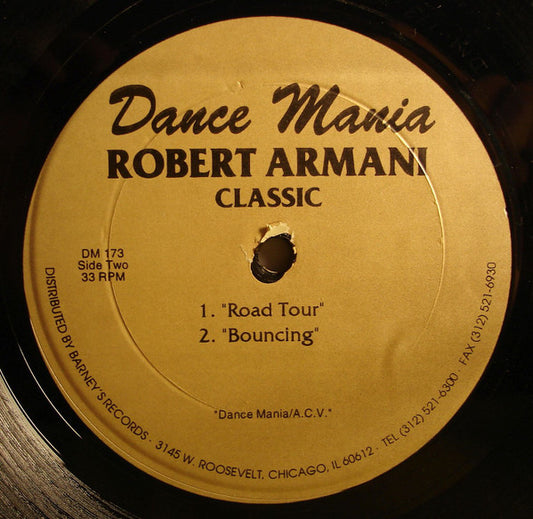 Dance Mania
ROBERT ARMANI
CLASSIC
DM 173
Side Two
33 RPM
1. "Road Tour"
2. "Bouncing"
"Dance Mania/A.C.V."
DISTRIBUTED BY BARNEY'S RECORDS · 3145 W. ROOSEVELT, CHICAGO, IL 60612 · TEL (312) 521-6300 · FAX (312) 521-6930